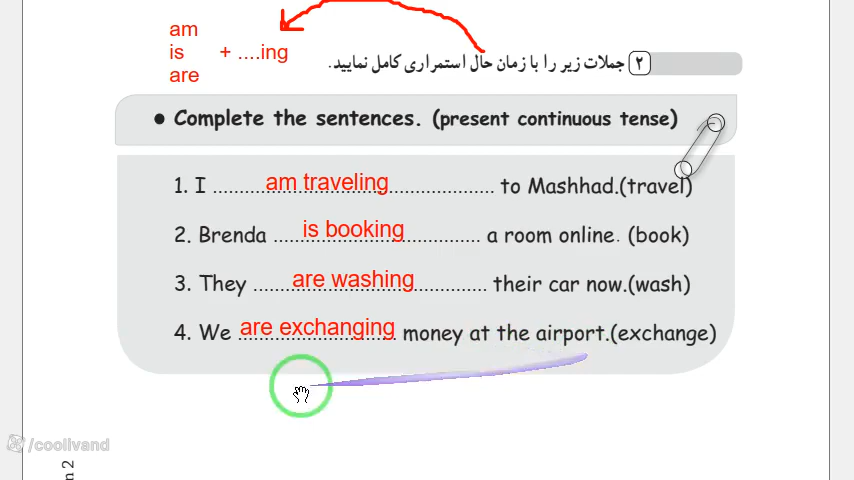 am
is + ....ing
are
۲ جملات زیر را با زمان حال استمراری کامل نمایید.
● Complete the sentences. (present continuous tense)
1. I ........ am traveling ........ to Mashhad.(travel)
2. Brenda ........ is booking ........ a room online. (book)
3. They ........ are washing ........ their car now.(wash)
4. We ........ are exchanging ........ money at the airport.(exchange)
/coolivand
n 2